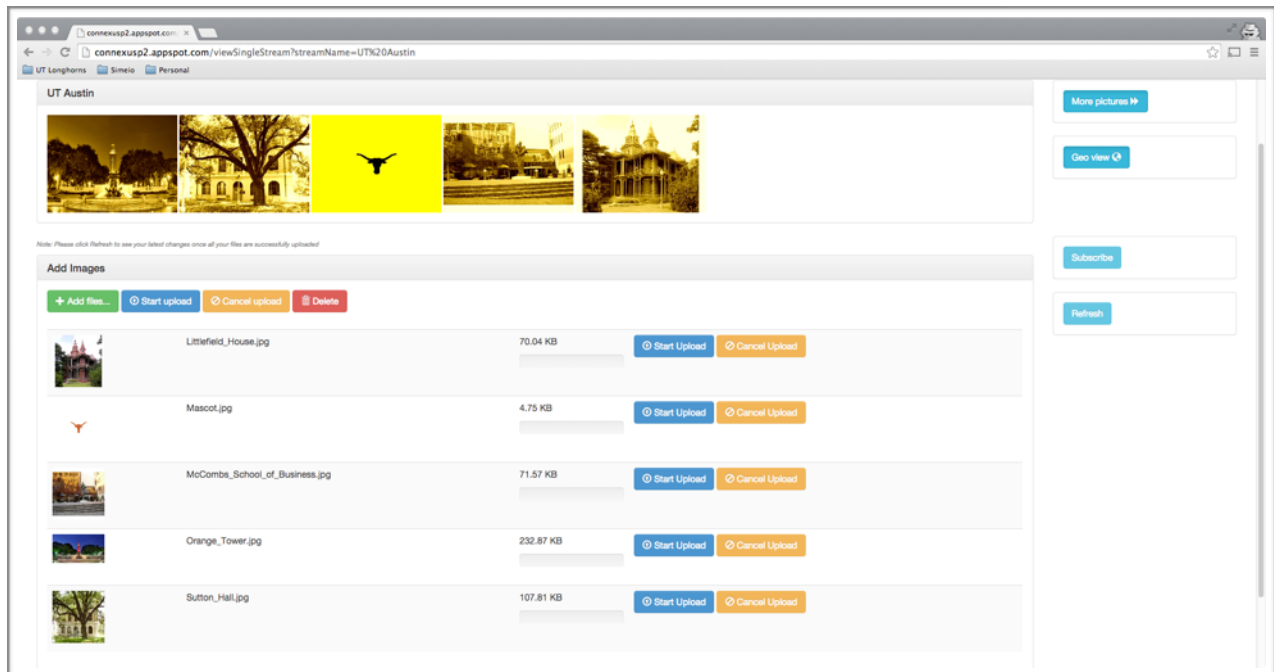 connexusp2.appspot.com
connexusp2.appspot.com/viewSingleStream?streamName=UT%20Austin
UT Longhorns Simeio Personal
UT Austin
More pictures
Geo view
Note: Please click Refresh to see your latest changes once all your files are successfully uploaded
Subscribe
Add Images
+ Add files... Start upload Cancel upload Delete
Refresh
Littlefield_House.jpg 70.04 KB Start Upload Cancel Upload
Mascot.jpg 4.75 KB Start Upload Cancel Upload
McCombs_School_of_Business.jpg 71.57 KB Start Upload Cancel Upload
Orange_Tower.jpg 232.87 KB Start Upload Cancel Upload
Sutton_Hall.jpg 107.81 KB Start Upload Cancel Upload